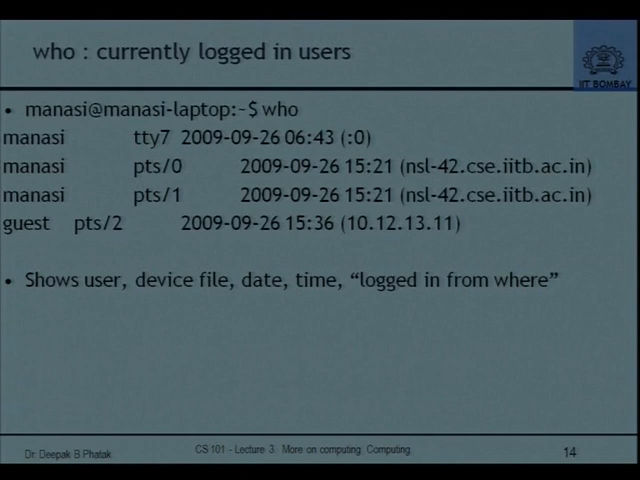 who : currently logged in users
IIT BOMBAY
• manasi@manasi-laptop:~$ who
manasi tty7 2009-09-26 06:43 (:0)
manasi pts/0 2009-09-26 15:21 (nsl-42.cse.iitb.ac.in)
manasi pts/1 2009-09-26 15:21 (nsl-42.cse.iitb.ac.in)
guest pts/2 2009-09-26 15:36 (10.12.13.11)
• Shows user, device file, date, time, “logged in from where”
Dr. Deepak B Phatak
CS 101 - Lecture 3. More on computing Computing
14